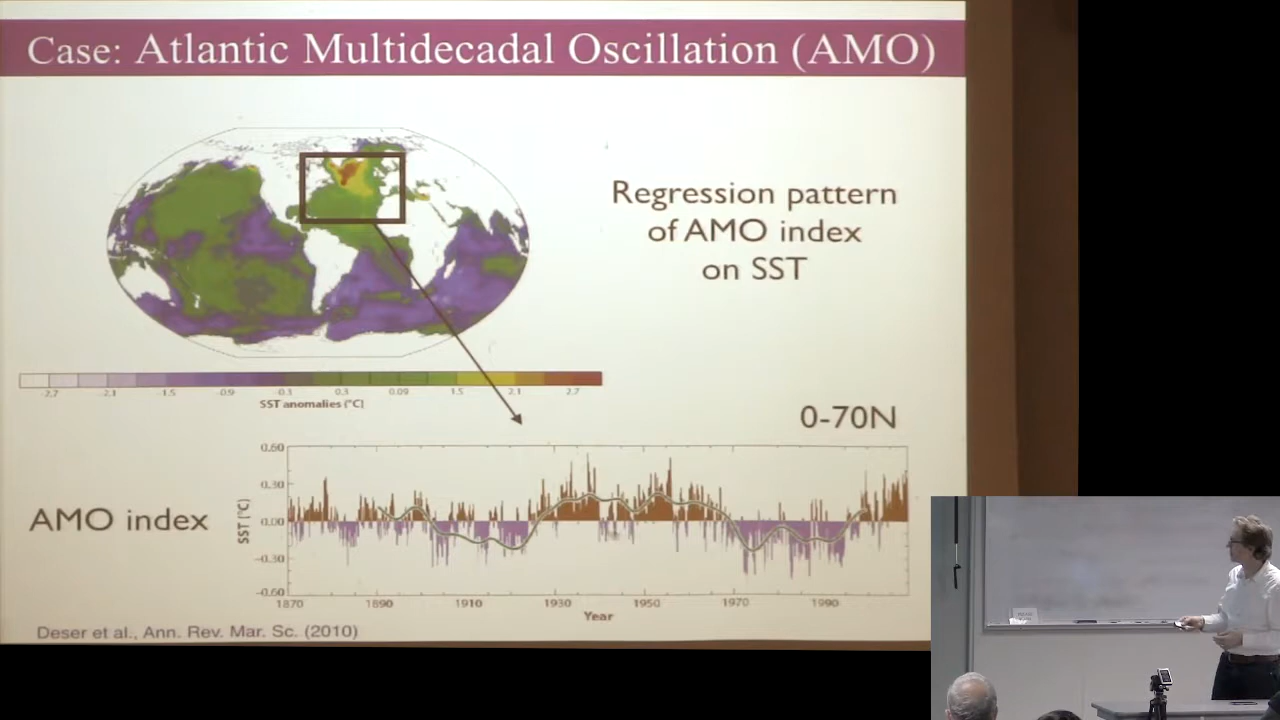 Case: Atlantic Multidecadal Oscillation (AMO)
Regression pattern
of AMO index
on SST
-2.7 -2.1 -1.5 -0.9 -0.1 0.3 0.09 1.5 2.1 2.7
SST anomalies (°C)
0-70N
AMO index
SST (°C)
0.60
0.30
0.00
-0.30
-0.60
1870 1890 1910 1930 1950 1970 1990
Year
Deser et al., Ann. Rev. Mar. Sc. (2010)